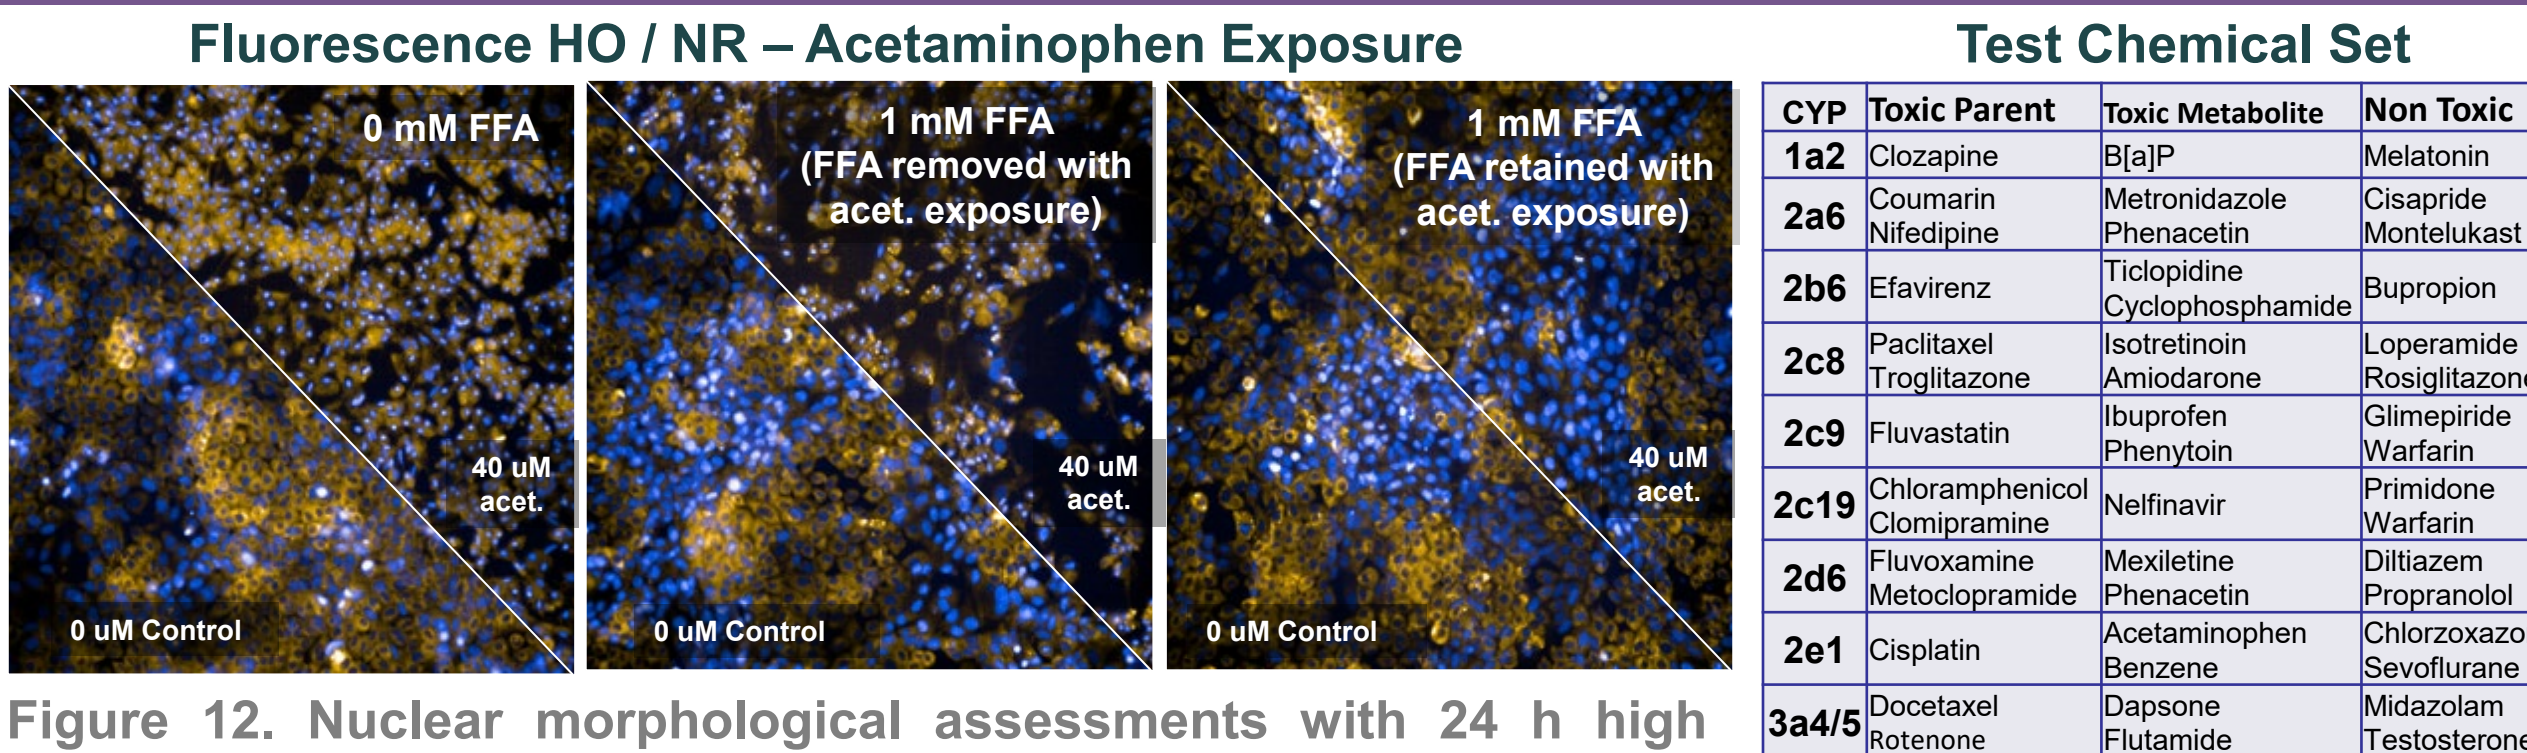 Fluorescence HO / NR – Acetaminophen Exposure
0 mM FFA
40 uM
acet.
0 uM Control
1 mM FFA
(FFA removed with
acet. exposure)
40 uM
acet.
0 uM Control
1 mM FFA
(FFA retained with
acet. exposure)
40 uM
acet.
0 uM Control
Figure 12. Nuclear morphological assessments with 24 h high
Test Chemical Set
CYP Toxic Parent Toxic Metabolite Non Toxic
1a2 Clozapine B[a]P Melatonin
2a6 Coumarin Metronidazole Cisapride
Nifedipine Phenacetin Montelukast
2b6 Efavirenz Ticlopidine Bupropion
Cyclophosphamide
2c8 Paclitaxel Isotretinoin Loperamide
Troglitazone Amiodarone Rosiglitazone
2c9 Fluvastatin Ibuprofen Glimepiride
Phenytoin Warfarin
2c19 Chloramphenicol Nelfinavir Primidone
Clomipramine Warfarin
2d6 Fluvoxamine Mexiletine Diltiazem
Metoclopramide Phenacetin Propranolol
2e1 Cisplatin Acetaminophen Chlorzoxazo
Benzene Sevoflurane
3a4/5 Docetaxel Dapsone Midazolam
Rotenone Flutamide Testosterone